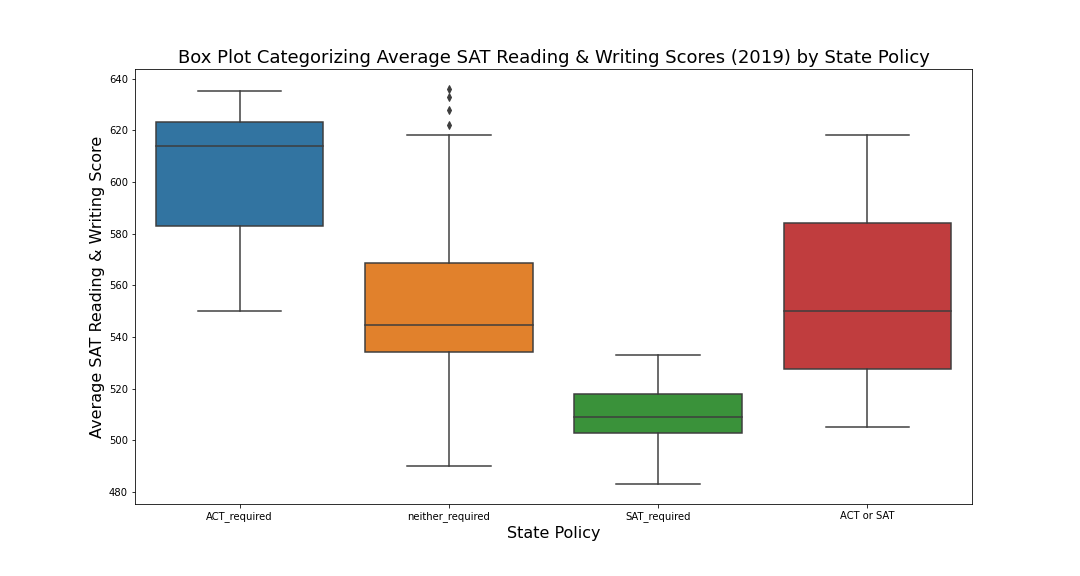 Box Plot Categorizing Average SAT Reading & Writing Scores (2019) by State Policy
Average SAT Reading & Writing Score
640
620
600
580
560
540
520
500
480
ACT_required
neither_required
SAT_required
ACT or SAT
State Policy